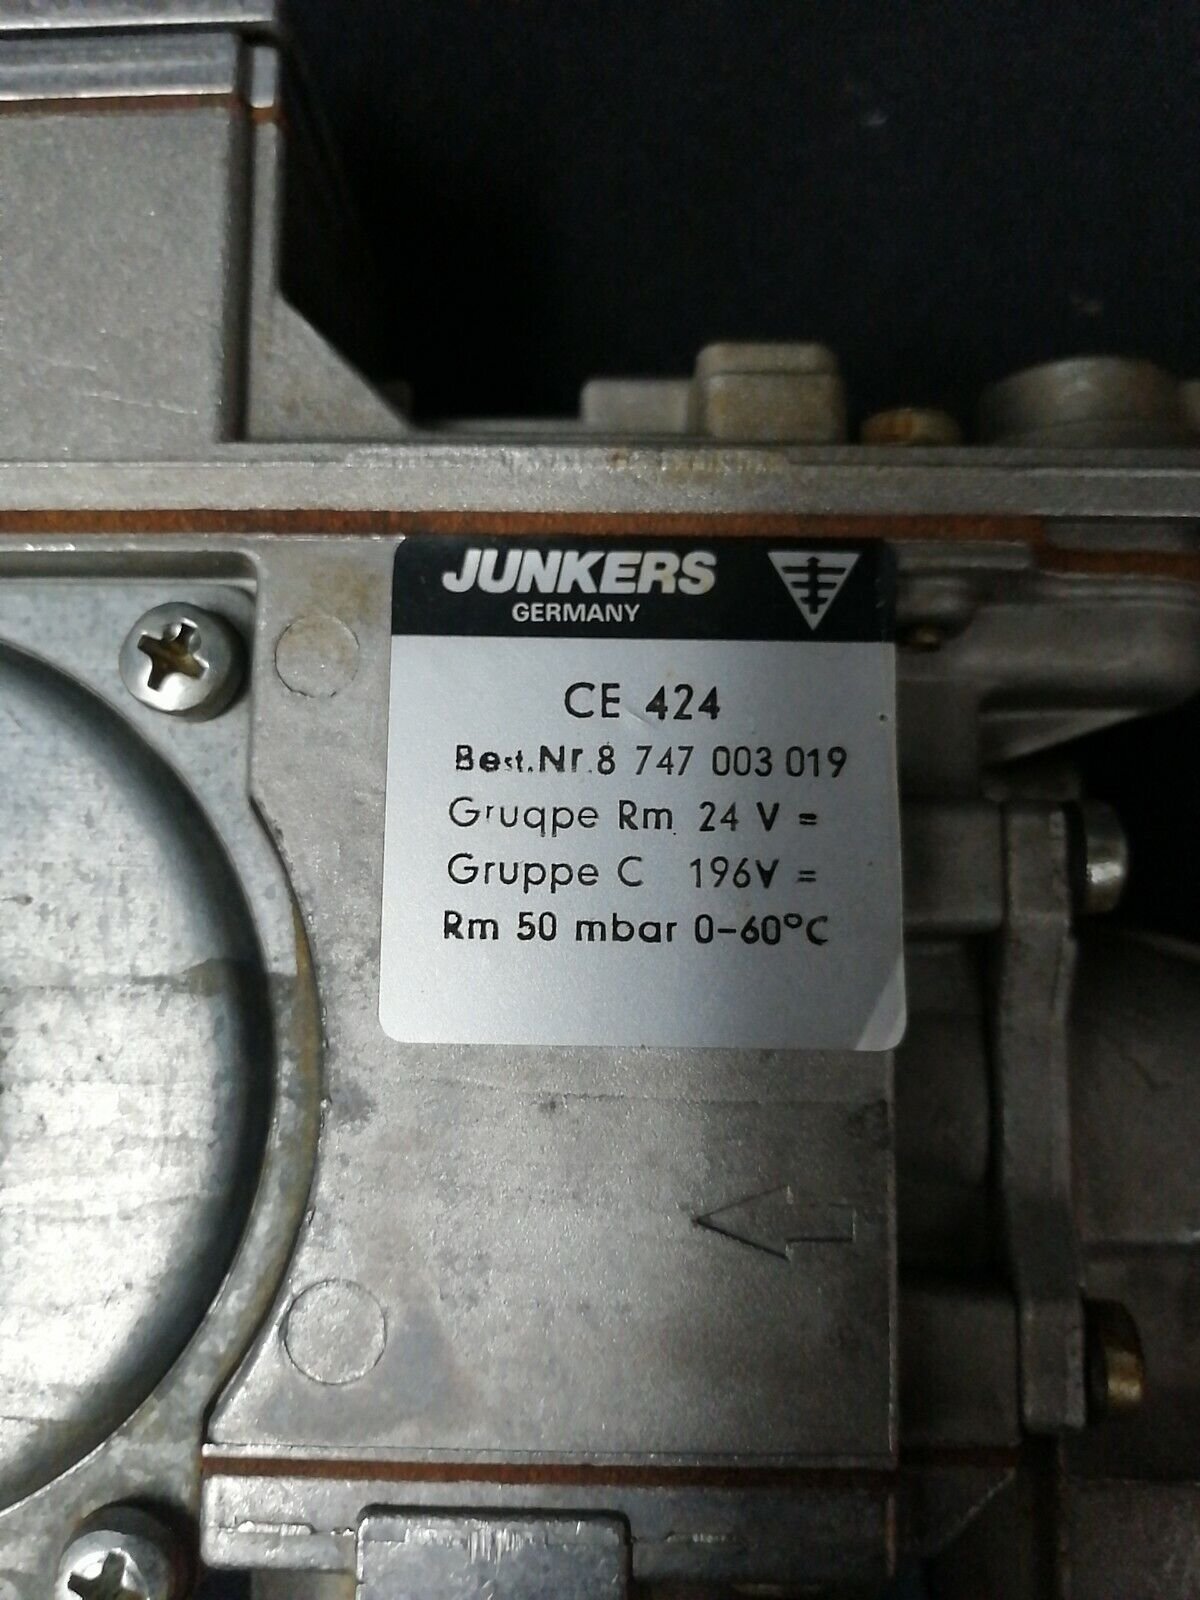 JUNKERS
GERMANY
CE 424
Best.Nr.8 747 003 019
Gruqpe Rm 24 V =
Gruppe C 196V =
Rm 50 mbar 0-60°C